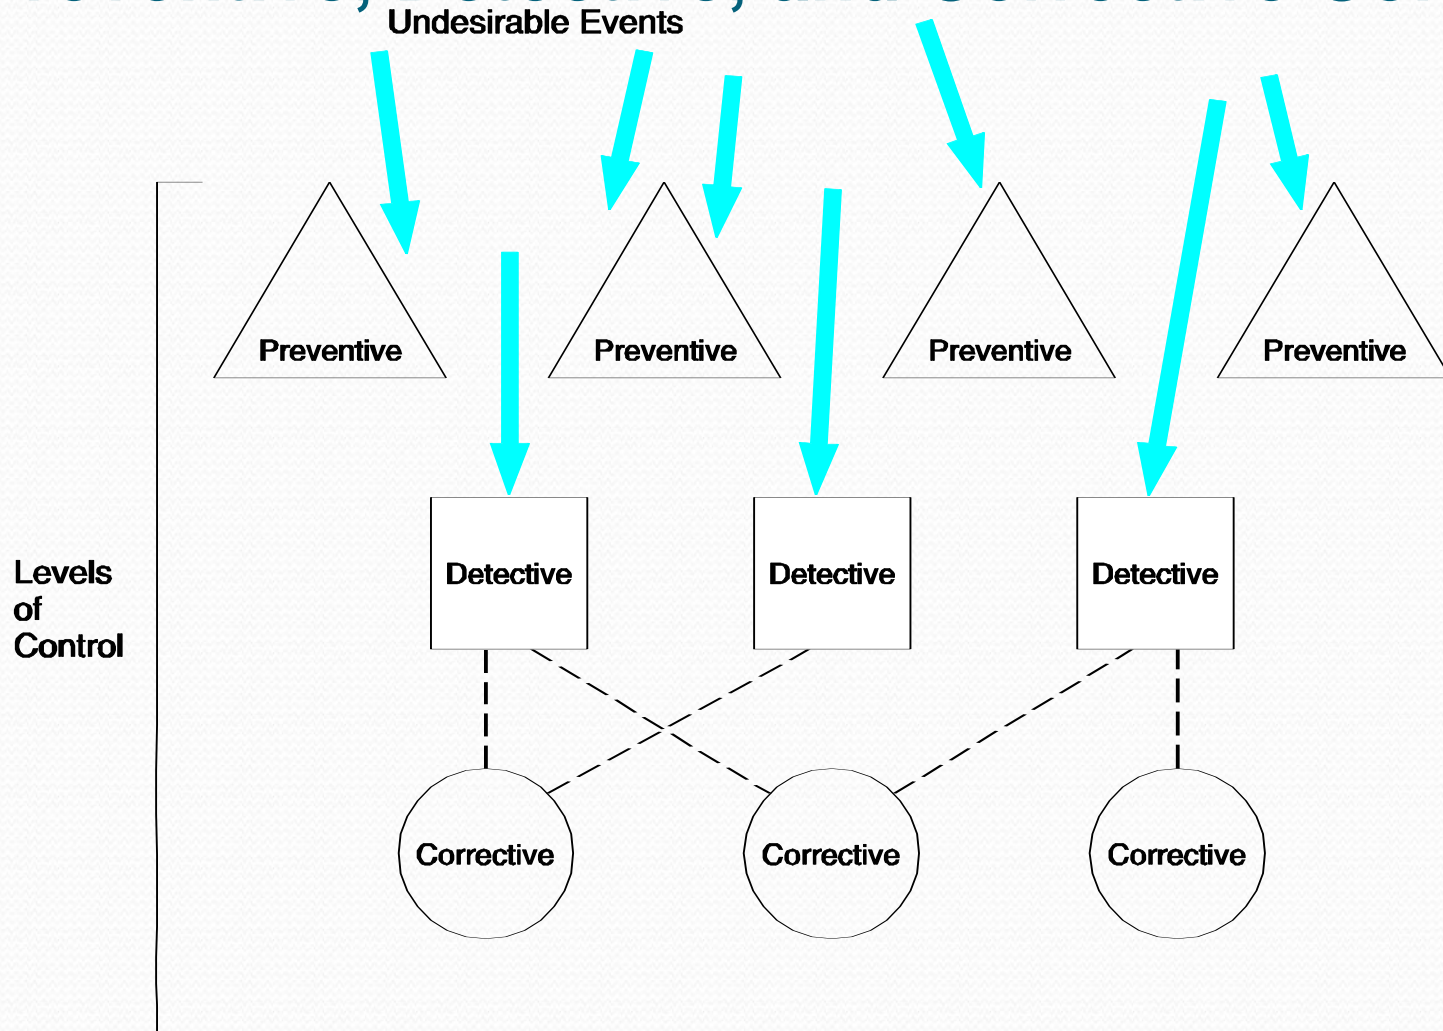 Undesirable Events
Preventive
Preventive
Preventive
Preventive
Levels
of
Control
Detective
Detective
Detective
Corrective
Corrective
Corrective